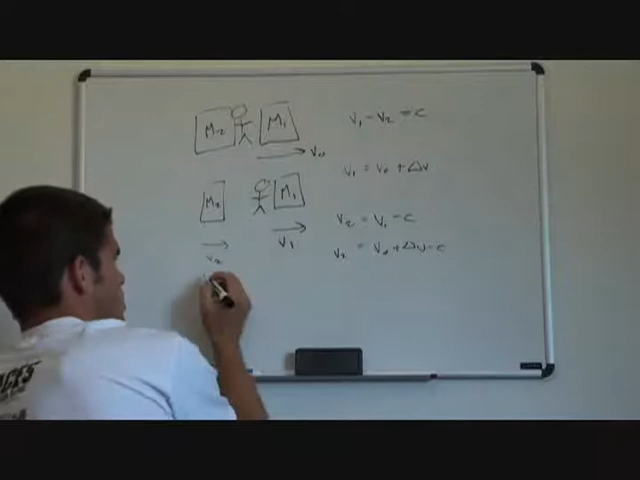 M₂ M₁ V₁ - V₂ = C
V₀
V₁ = V₀ + ΔV
M₂ M₁
V₂ = V₁ - C
V₁
V₂ V₂ = V₀ + ΔV - C